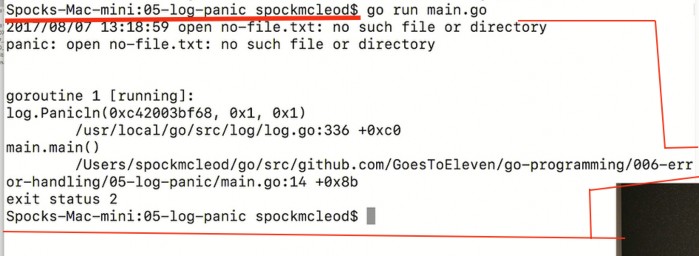 Spocks-Mac-mini:05-log-panic spockmcleod$ go run main.go
2017/08/07 13:18:59 open no-file.txt: no such file or directory
panic: open no-file.txt: no such file or directory
goroutine 1 [running]:
log.Panicln(0xc42003bf68, 0x1, 0x1)
/usr/local/go/src/log/log.go:336 +0xc0
main.main()
/Users/spockmcleod/go/src/github.com/GoesToEleven/go-programming/006-err
or-handling/05-log-panic/main.go:14 +0x8b
exit status 2
Spocks-Mac-mini:05-log-panic spockmcleod$